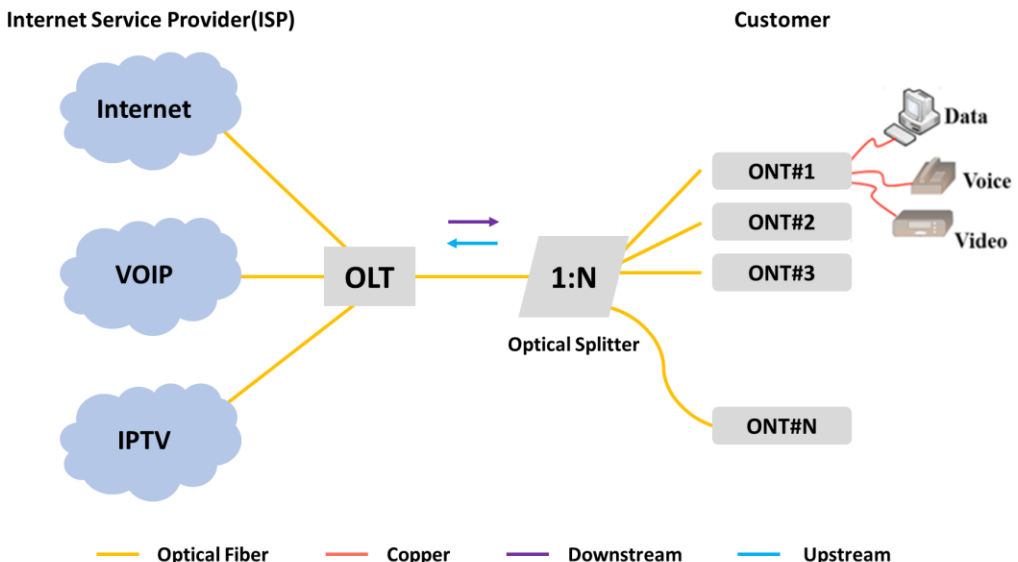 Internet Service Provider(ISP)
Customer
Internet
VOIP
IPTV
OLT
1:N
Optical Splitter
ONT#1
ONT#2
ONT#3
ONT#N
Data
Voice
Video
Optical Fiber
Copper
Downstream
Upstream